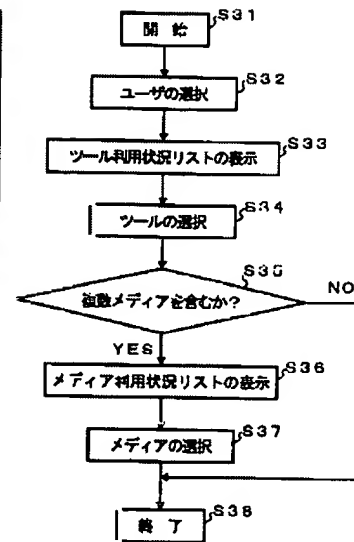 S31
開始
S32
ユーザの選択
S33
ツール利用状況リストの表示
S34
ツールの選択
S35
複数メディアを含むか?
NO
YES
S36
メディア利用状況リストの表示
S37
メディアの選択
S38
終了